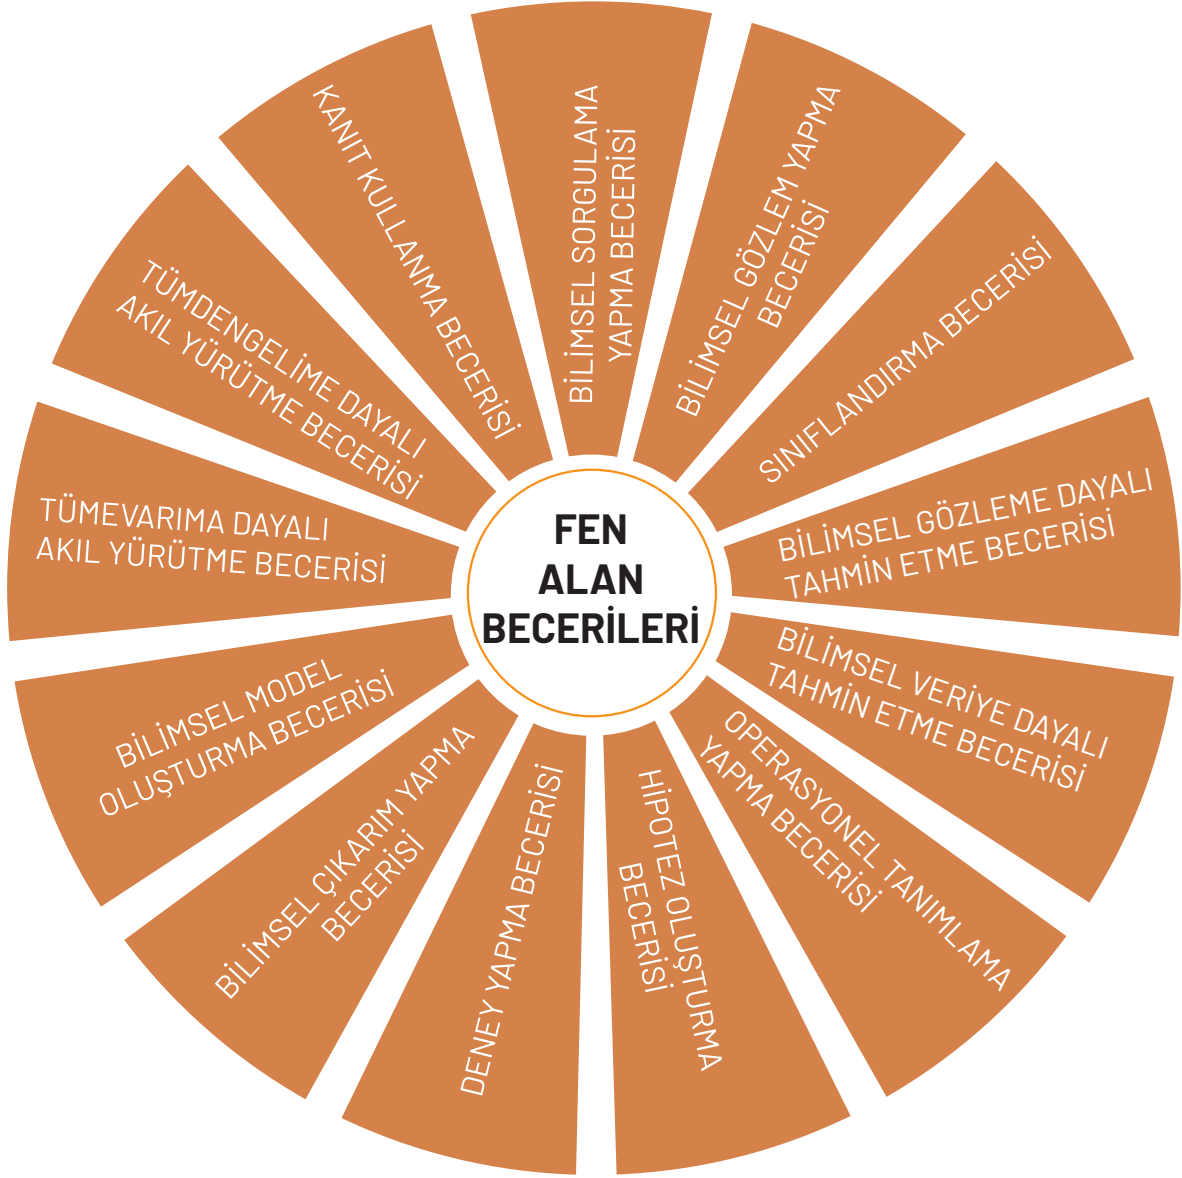 FEN
ALAN
BECERİLERİ
BİLİMSEL SORGULAMA
YAPMA BECERİSİ
BİLİMSEL GÖZLEM YAPMA
BECERİSİ
SINIFLANDIRMA BECERİSİ
BİLİMSEL GÖZLEME DAYALI
TAHMİN ETME BECERİSİ
BİLİMSEL VERİYE DAYALI
TAHMİN ETME BECERİSİ
OPERASYONEL TANIMLAMA
YAPMA BECERİSİ
HİPOTEZ OLUŞTURMA
BECERİSİ
DENEY YAPMA BECERİSİ
BİLİMSEL ÇIKARIM YAPMA
BECERİSİ
BİLİMSEL MODEL
OLUŞTURMA BECERİSİ
TÜMEVARIMA DAYALI
AKIL YÜRÜTME BECERİSİ
TÜMDENGELİME DAYALI
AKIL YÜRÜTME BECERİSİ
KANIT KULLANMA BECERİSİ